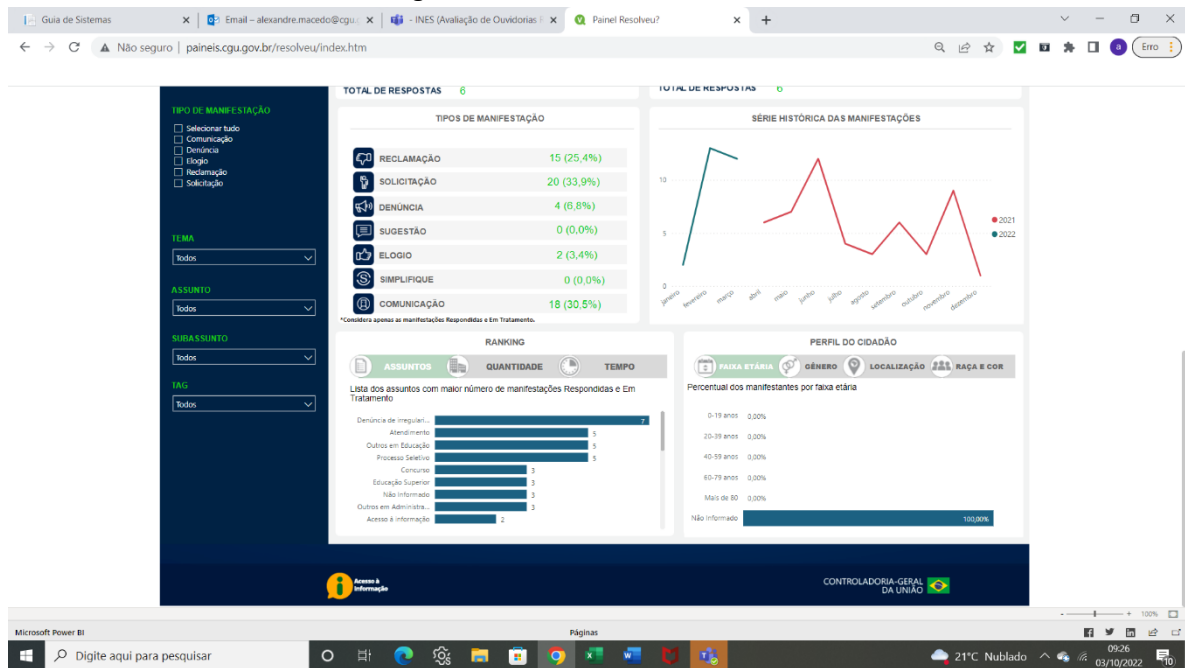 Guia de Sistemas
Email – alexandre.macedo@cgu.g
- INES (Avaliação de Ouvidorias
Painel Resolveu?
Não seguro | paineis.cgu.gov.br/resolveu/index.htm
a
Erro
TOTAL DE RESPOSTAS 6
TOTAL DE RESPOSTAS 6
TIPO DE MANIFESTAÇÃO
Selecionar tudo
Comunicação
Denúncia
Elogio
Reclamação
Solicitação
TEMA
Todos
ASSUNTO
Todos
SUBASSUNTO
Todos
TAG
Todos
TIPOS DE MANIFESTAÇÃO
RECLAMAÇÃO 15 (25,4%)
SOLICITAÇÃO 20 (33,9%)
DENÚNCIA 4 (6,8%)
SUGESTÃO 0 (0,0%)
ELOGIO 2 (3,4%)
SIMPLIFIQUE 0 (0,0%)
COMUNICAÇÃO 18 (30,5%)
*Considera apenas as manifestações Respondidas e Em Tratamento.
SÉRIE HISTÓRICA DAS MANIFESTAÇÕES
10
5
0
janeiro fevereiro março abril maio junho julho agosto setembro outubro novembro dezembro
2021
2022
RANKING
ASSUNTOS QUANTIDADE TEMPO
Lista dos assuntos com maior número de manifestações Respondidas e Em
Tratamento
Denúncia de irregulari... 7
Atendimento 5
Outros em Educação 5
Processo Seletivo 5
Concurso 3
Educação Superior 3
Não Informado 3
Outros em Administra... 3
Acesso à informação 2
PERFIL DO CIDADÃO
FAIXA ETÁRIA GÊNERO LOCALIZAÇÃO RAÇA E COR
Percentual dos manifestantes por faixa etária
0-19 anos 0,00%
20-39 anos 0,00%
40-59 anos 0,00%
60-79 anos 0,00%
Mais de 80 0,00%
Não Informado 100,00%
Acesso à
Informação
CONTROLADORIA-GERAL
DA UNIÃO
- + 100%
Microsoft Power BI
Páginas
Digite aqui para pesquisar
21°C Nublado
09:26
03/10/2022
10